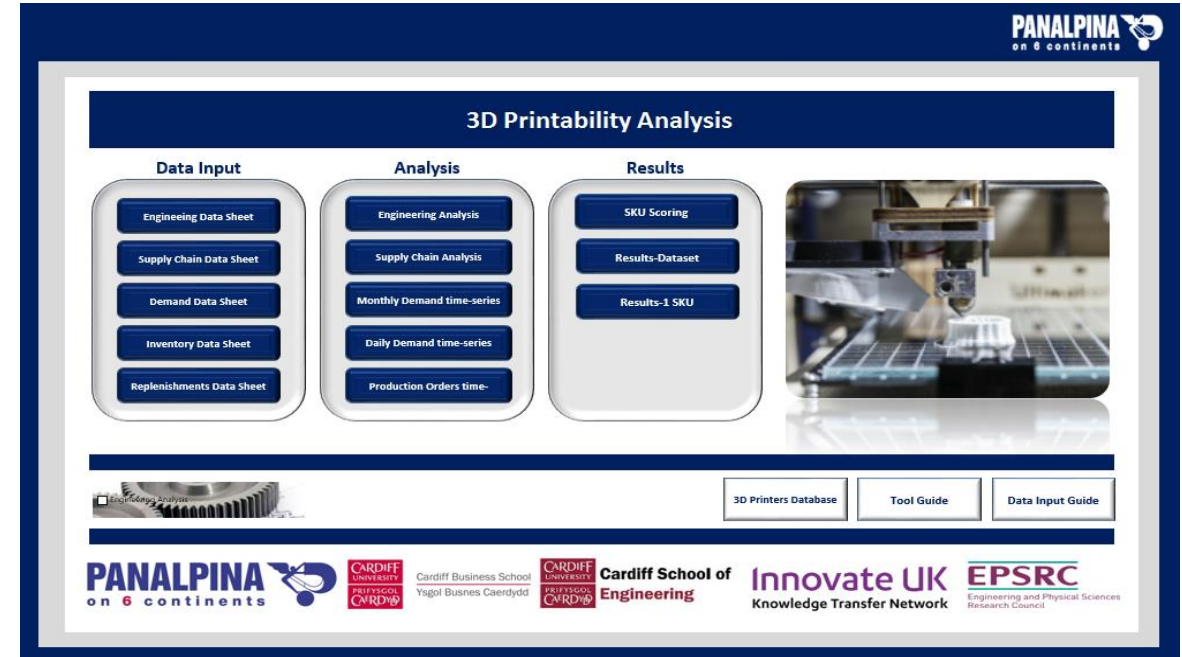 PANALPINA
on 6 continents
3D Printability Analysis
Data Input
Engineeing Data Sheet
Supply Chain Data Sheet
Demand Data Sheet
Inventory Data Sheet
Replenishments Data Sheet
Analysis
Engineering Analysis
Supply Chain Analysis
Monthly Demand time-series
Daily Demand time-series
Production Orders time-
Results
SKU Scoring
Results-Dataset
Results-1 SKU
Ultimaker
Engineering Analysis
3D Printers Database
Tool Guide
Data Input Guide
PANALPINA
on 6 continents
CARDIFF
UNIVERSITY
PRIFYSGOL
CAERDYDD
Cardiff Business School
Ysgol Busnes Caerdydd
CARDIFF
UNIVERSITY
PRIFYSGOL
CAERDYDD
Cardiff School of
Engineering
Innovate UK
Knowledge Transfer Network
EPSRC
Engineering and Physical Sciences
Research Council